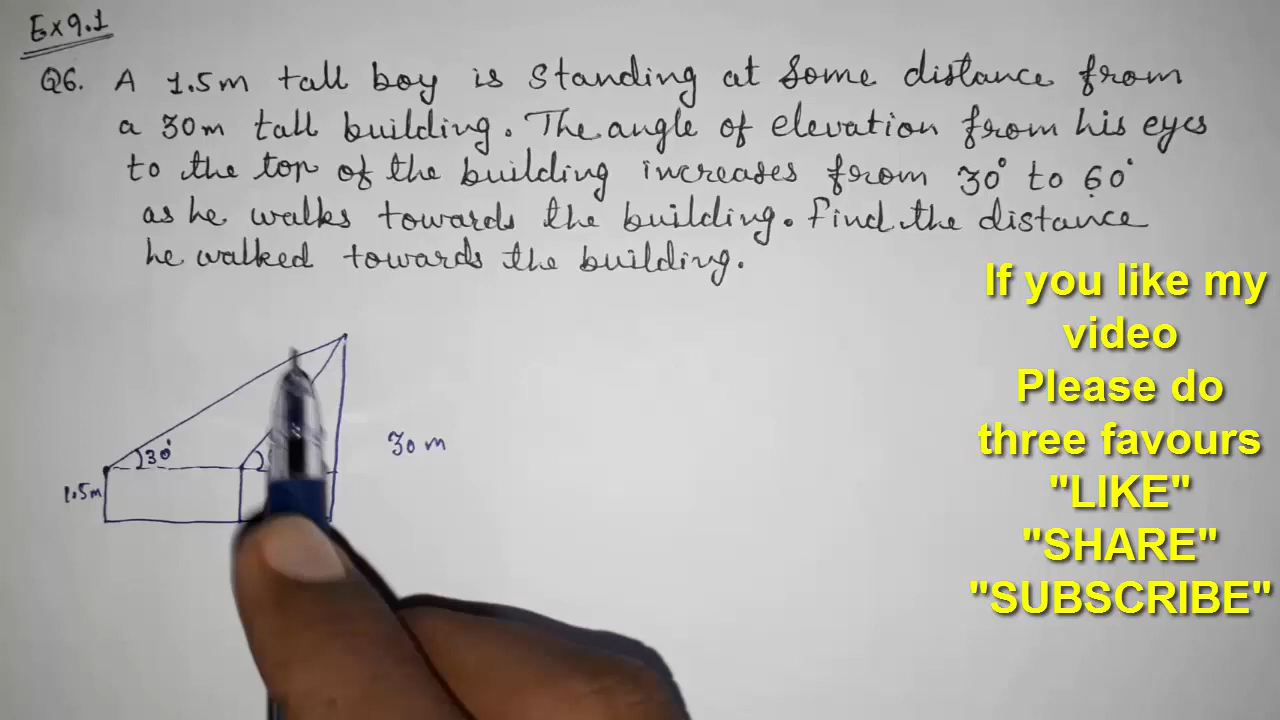 Ex 9.1
Q6. A 1.5m tall boy is standing at some distance from
a 30m tall building. The angle of elevation from his eyes
to the top of the building increases from 30° to 60°
as he walks towards the building. Find the distance
he walked towards the building.
If you like my
video
Please do
three favours
"LIKE"
"SHARE"
"SUBSCRIBE"
30°
30 m
1.5m